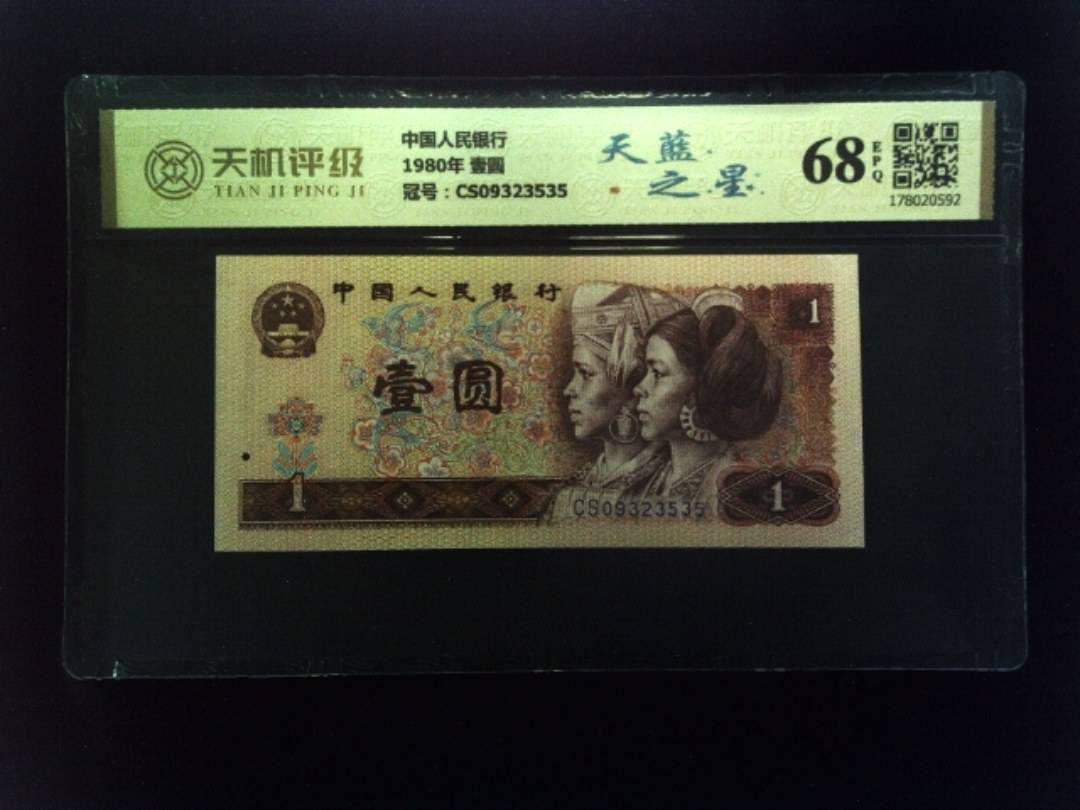 天机评级
TIAN JI PING JI
中国人民银行
1980年 壹圆
冠号：CS09323535
天藍
之星
68
EPQ
178020592
中国人民银行
1
壹圆
1
CS09323535
1